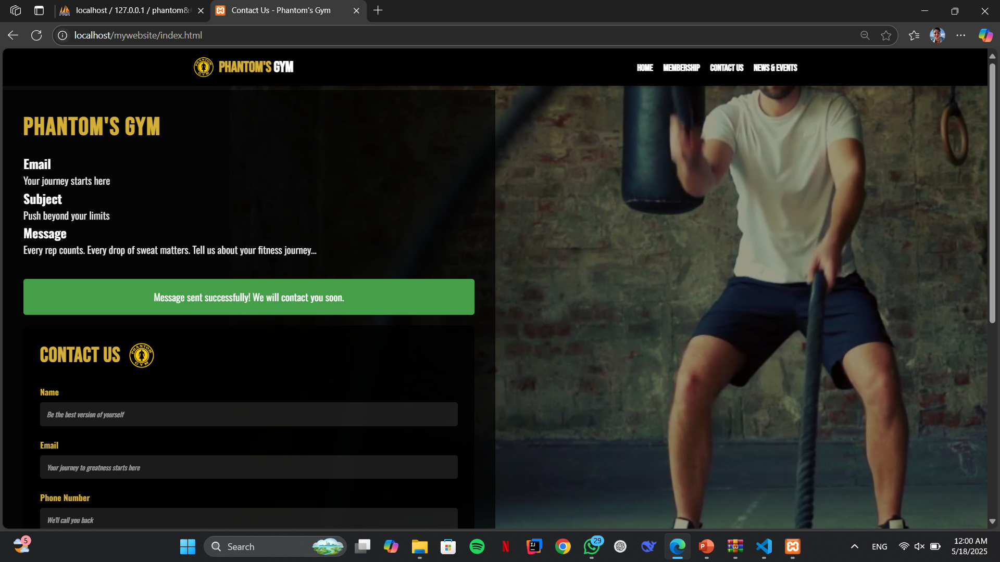 localhost / 127.0.0.1 / phantom&#
Contact Us - Phantom's Gym
localhost/mywebsite/index.html
PHANTOM'S GYM
HOME
MEMBERSHIP
CONTACT US
NEWS & EVENTS
PHANTOM'S GYM
Email
Your journey starts here
Subject
Push beyond your limits
Message
Every rep counts. Every drop of sweat matters. Tell us about your fitness journey...
Message sent successfully! We will contact you soon.
CONTACT US
PHANTOM
GYM
Name
Be the best version of yourself
Email
Your journey to greatness starts here
Phone Number
We'll call you back
5
Search
29
ENG
12:00 AM
5/18/2025